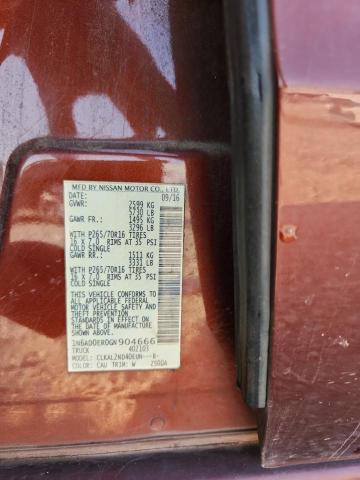 MFD BY NISSAN MOTOR CO., LTD.
DATE: 09/16
GVWR: 2599 KG
5730 LB
GAWR FR.: 1495 KG
3296 LB
WITH P265/70R16 TIRES
16 X 7.0 RIMS AT 35 PSI
COLD SINGLE
GAWR RR.: 1511 KG
3331 LB
WITH P265/70R16 TIRES
16 X 7.0 RIMS AT 35 PSI
COLD SINGLE
THIS VEHICLE CONFORMS TO ALL
APPLICABLE FEDERAL MOTOR
VEHICLE SAFETY AND THEFT
PREVENTION STANDARDS IN EFFECT
ON THE DATE OF MANUFACTURE
SHOWN ABOVE.
1N6AD0ER0GN904666
TRUCK 402103
MODEL: CLKALZND40EUN---B-
COLOR: CAU TRIM: W